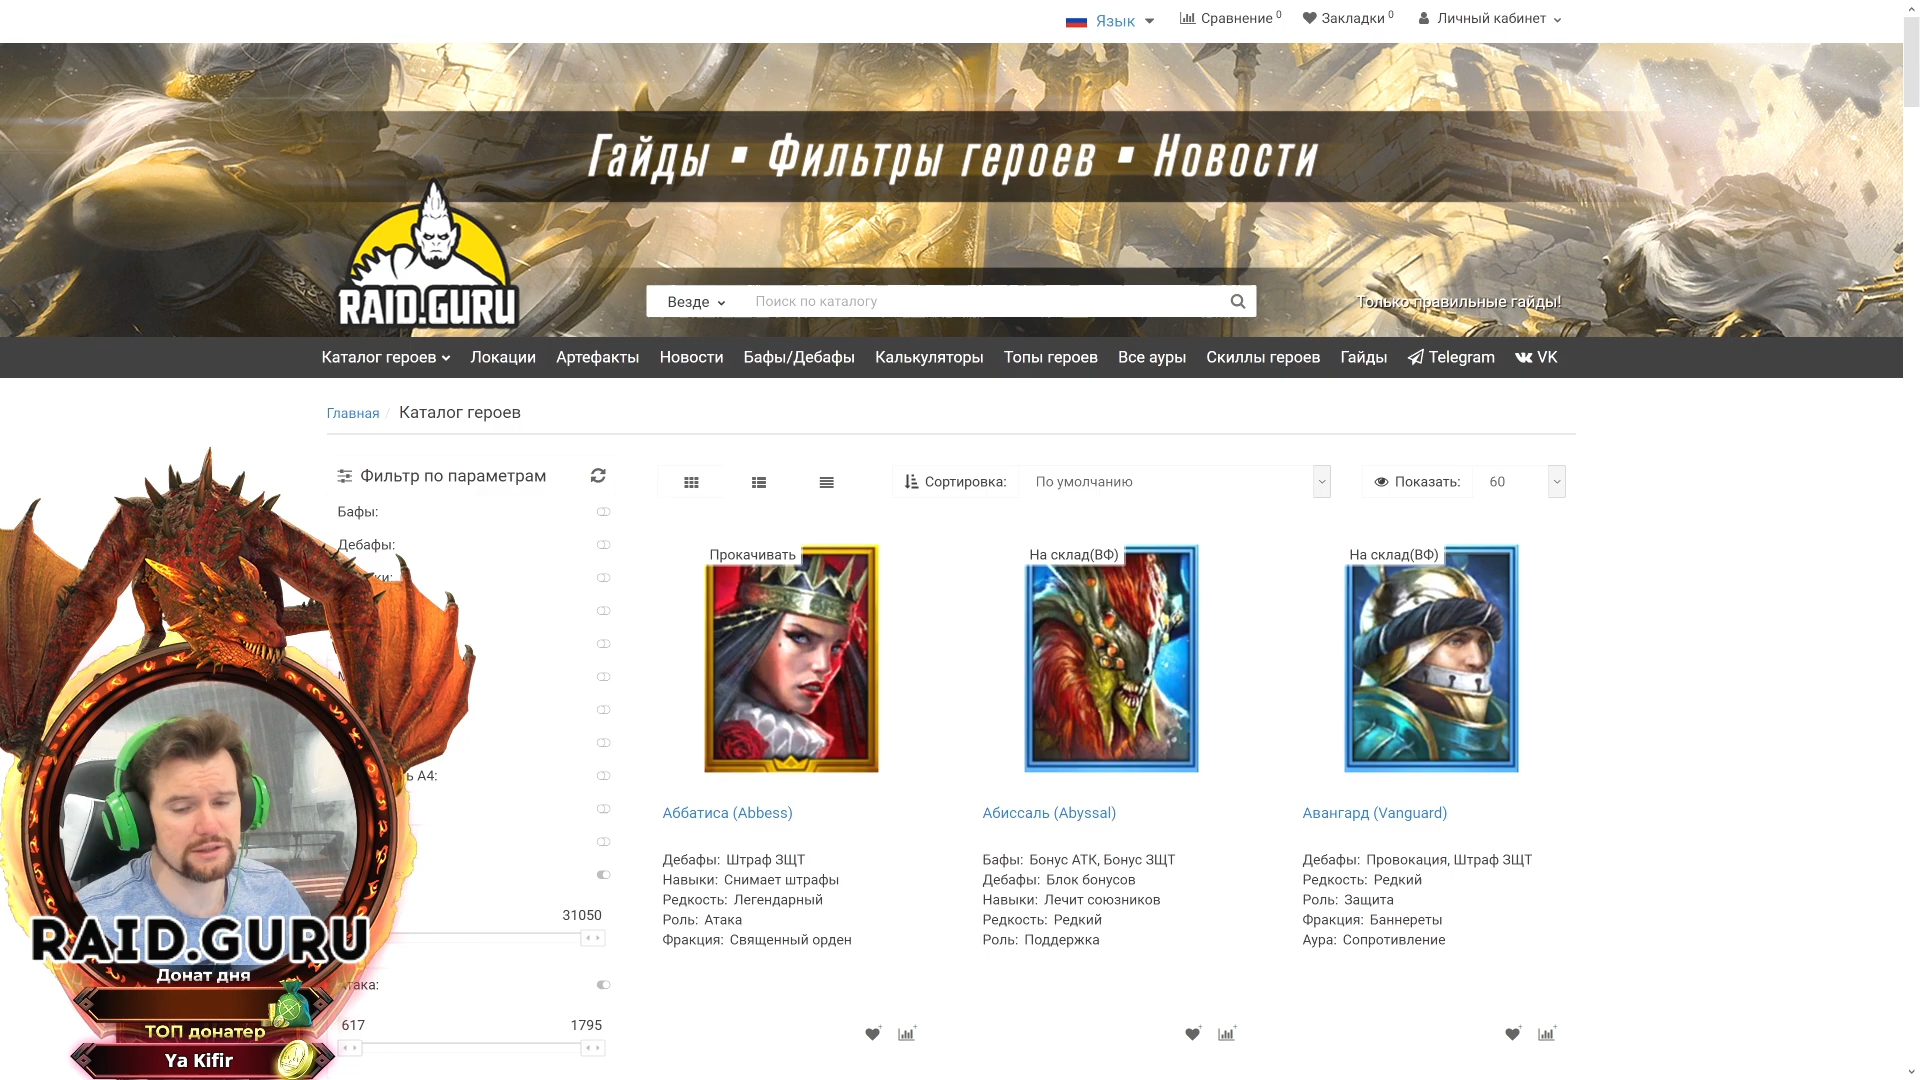 Язык
Сравнение 0
Закладки 0
Личный кабинет
Гайды ▪ Фильтры героев ▪ Новости
RAID.GURU
Везде
Поиск по каталогу
Только правильные гайды!
Каталог героев
Локации
Артефакты
Новости
Бафы/Дебафы
Калькуляторы
Топы героев
Все ауры
Скиллы героев
Гайды
Telegram
VK
Главная / Каталог героев
Фильтр по параметрам
Бафы:
Дебафы:
ки:
ь А4:
31050
така:
617
1795
Сортировка: По умолчанию
Показать: 60
Прокачивать
Аббатиса (Abbess)
Дебафы: Штраф ЗЩТ
Навыки: Снимает штрафы
Редкость: Легендарный
Роль: Атака
Фракция: Священный орден
На склад(ВФ)
Абиссаль (Abyssal)
Бафы: Бонус АТК, Бонус ЗЩТ
Дебафы: Блок бонусов
Навыки: Лечит союзников
Редкость: Редкий
Роль: Поддержка
На склад(ВФ)
Авангард (Vanguard)
Дебафы: Провокация, Штраф ЗЩТ
Редкость: Редкий
Роль: Защита
Фракция: Баннереты
Аура: Сопротивление
RAID.GURU
Донат дня
ТОП донатер
Ya Kifir